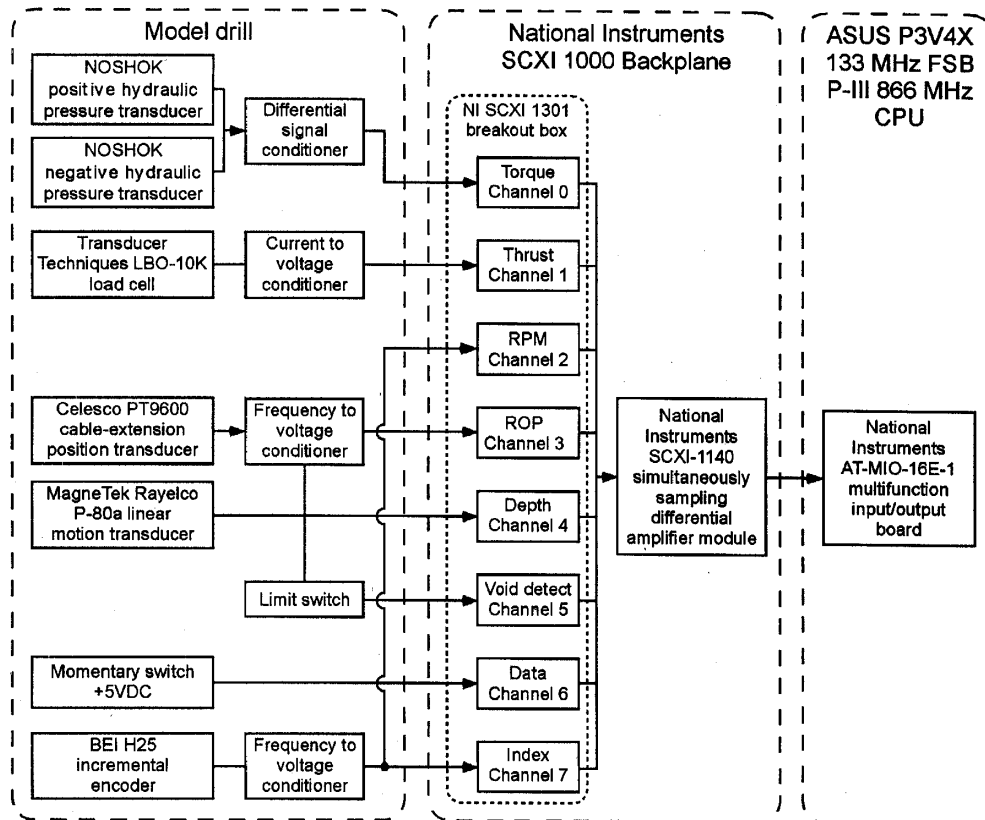 Model drill
NOSHOK
positive hydraulic
pressure transducer
NOSHOK
negative hydraulic
pressure transducer
Differential
signal
conditioner
Transducer
Techniques LBO-10K
load cell
Current to
voltage
conditioner
Celesco PT9600
cable-extension
position transducer
Frequency to
voltage
conditioner
MagneTek Rayelco
P-80a linear
motion transducer
Limit switch
Momentary switch
+5VDC
BEI H25
incremental
encoder
Frequency to
voltage
conditioner
National Instruments
SCXI 1000 Backplane
NI SCXI 1301
breakout box
Torque
Channel 0
Thrust
Channel 1
RPM
Channel 2
ROP
Channel 3
Depth
Channel 4
Void detect
Channel 5
Data
Channel 6
Index
Channel 7
National
Instruments
SCXI-1140
simultaneously
sampling
differential
amplifier module
ASUS P3V4X
133 MHz FSB
P-III 866 MHz
CPU
National
Instruments
AT-MIO-16E-1
multifunction
input/output
board